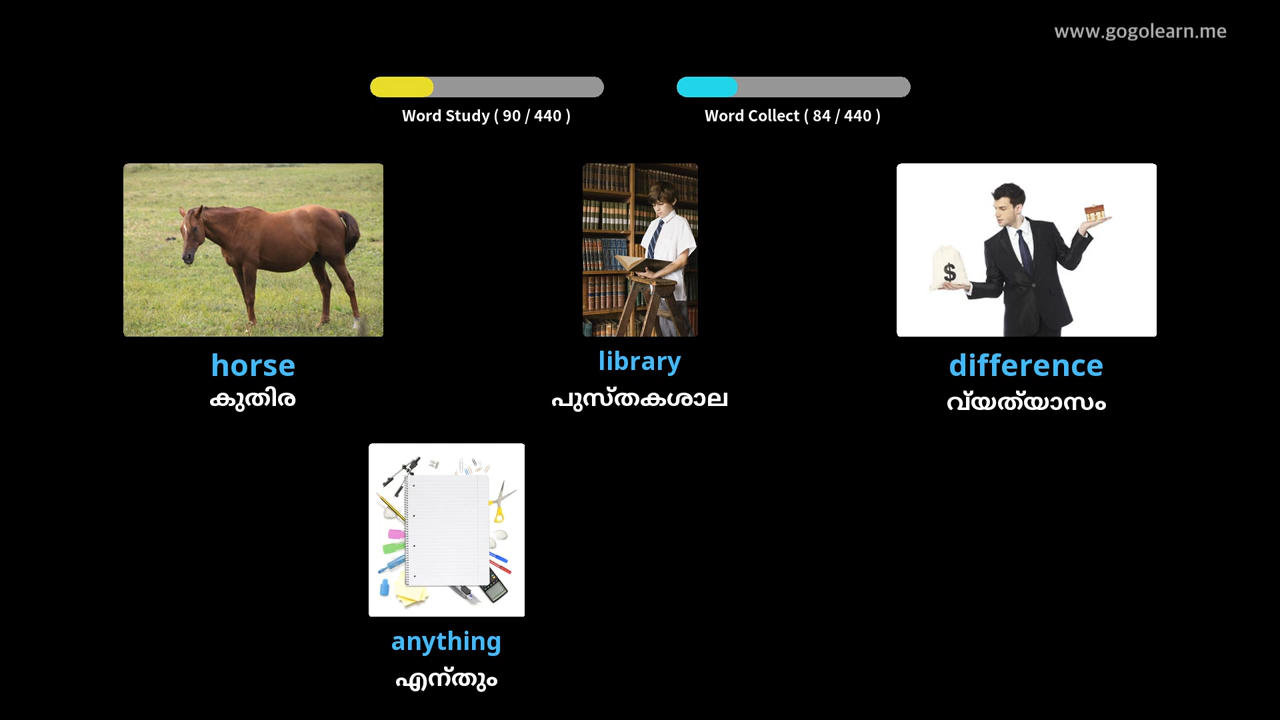 www.gogolearn.me
Word Study ( 90 / 440 )
Word Collect ( 84 / 440 )
horse
കുതിര
library
പുസ്തകശാല
difference
വ്യത്യാസം
$
anything
എന്തും